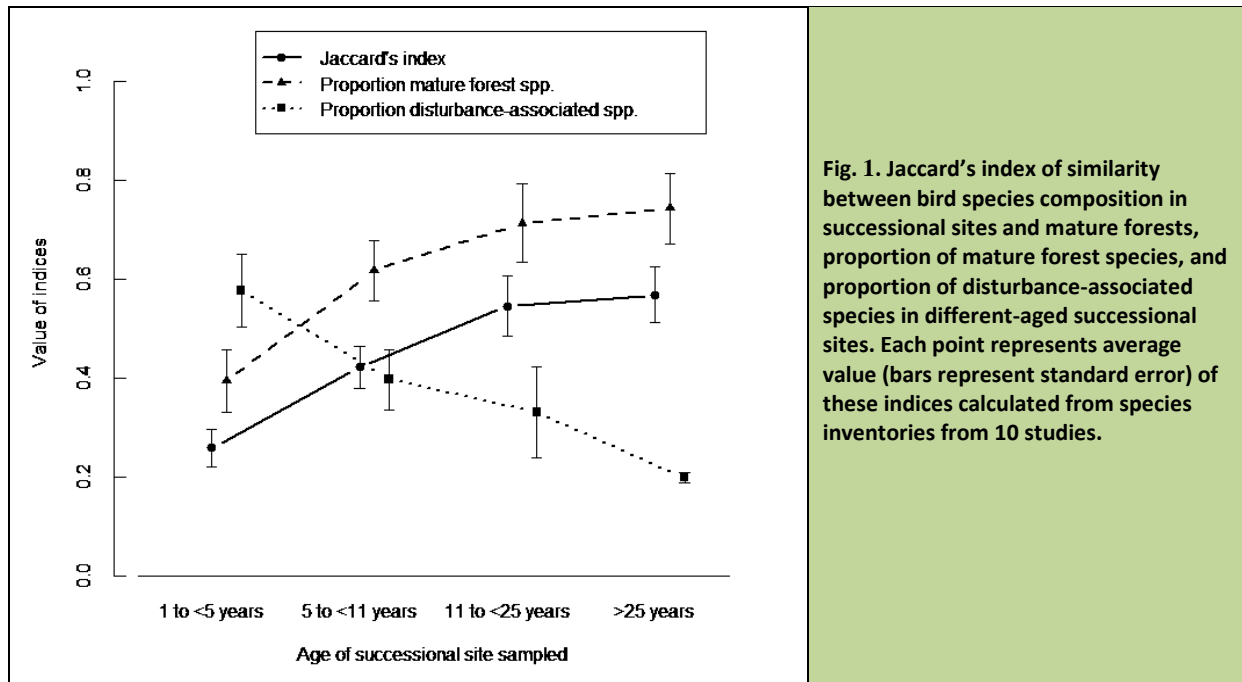 Jaccard's index
Proportion mature forest spp.
Proportion disturbance-associated spp.
Value of indices
1.0
0.8
0.6
0.4
0.2
0.0
1 to <5 years 5 to <11 years 11 to <25 years >25 years
Age of successional site sampled
Fig. 1. Jaccard's index of similarity
between bird species composition in
successional sites and mature forests,
proportion of mature forest species, and
proportion of disturbance-associated
species in different-aged successional
sites. Each point represents average
value (bars represent standard error) of
these indices calculated from species
inventories from 10 studies.